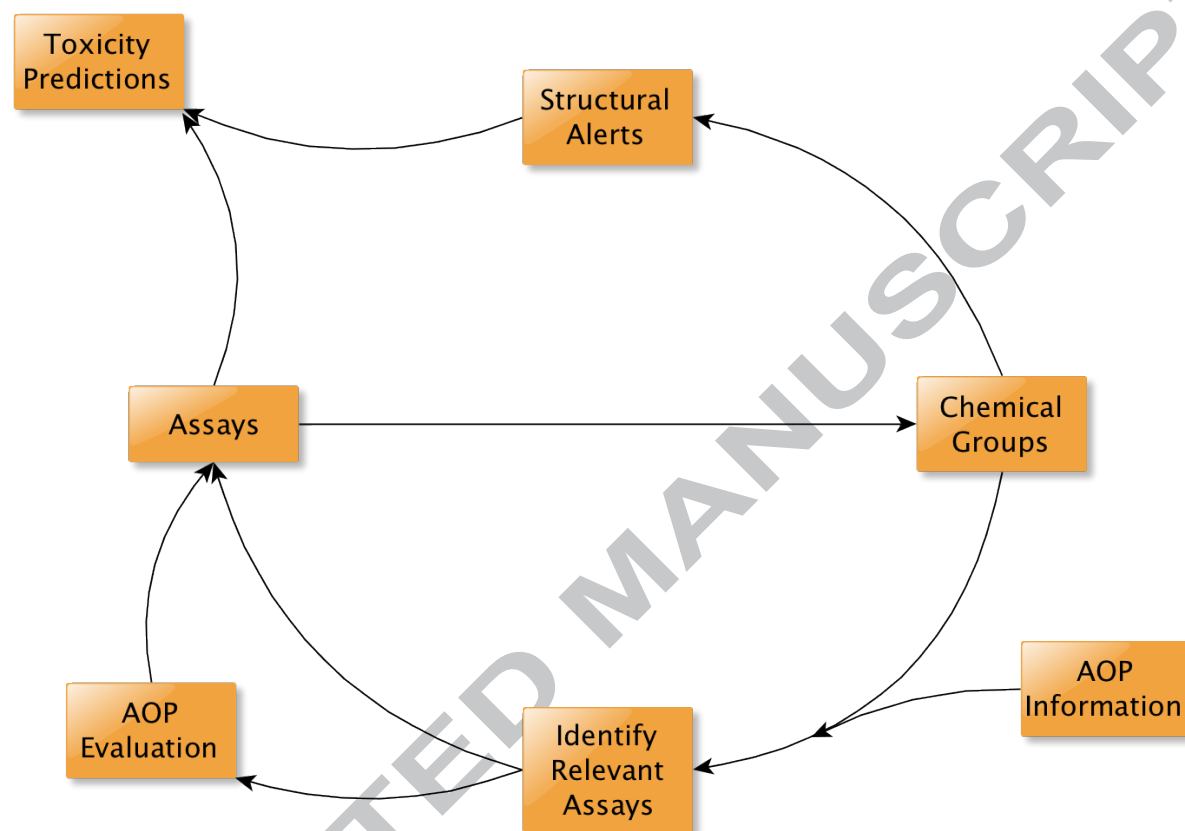 Toxicity
Predictions
Structural
Alerts
Assays
Chemical
Groups
AOP
Information
AOP
Evaluation
Identify
Relevant
Assays
TED MANUSCRIP